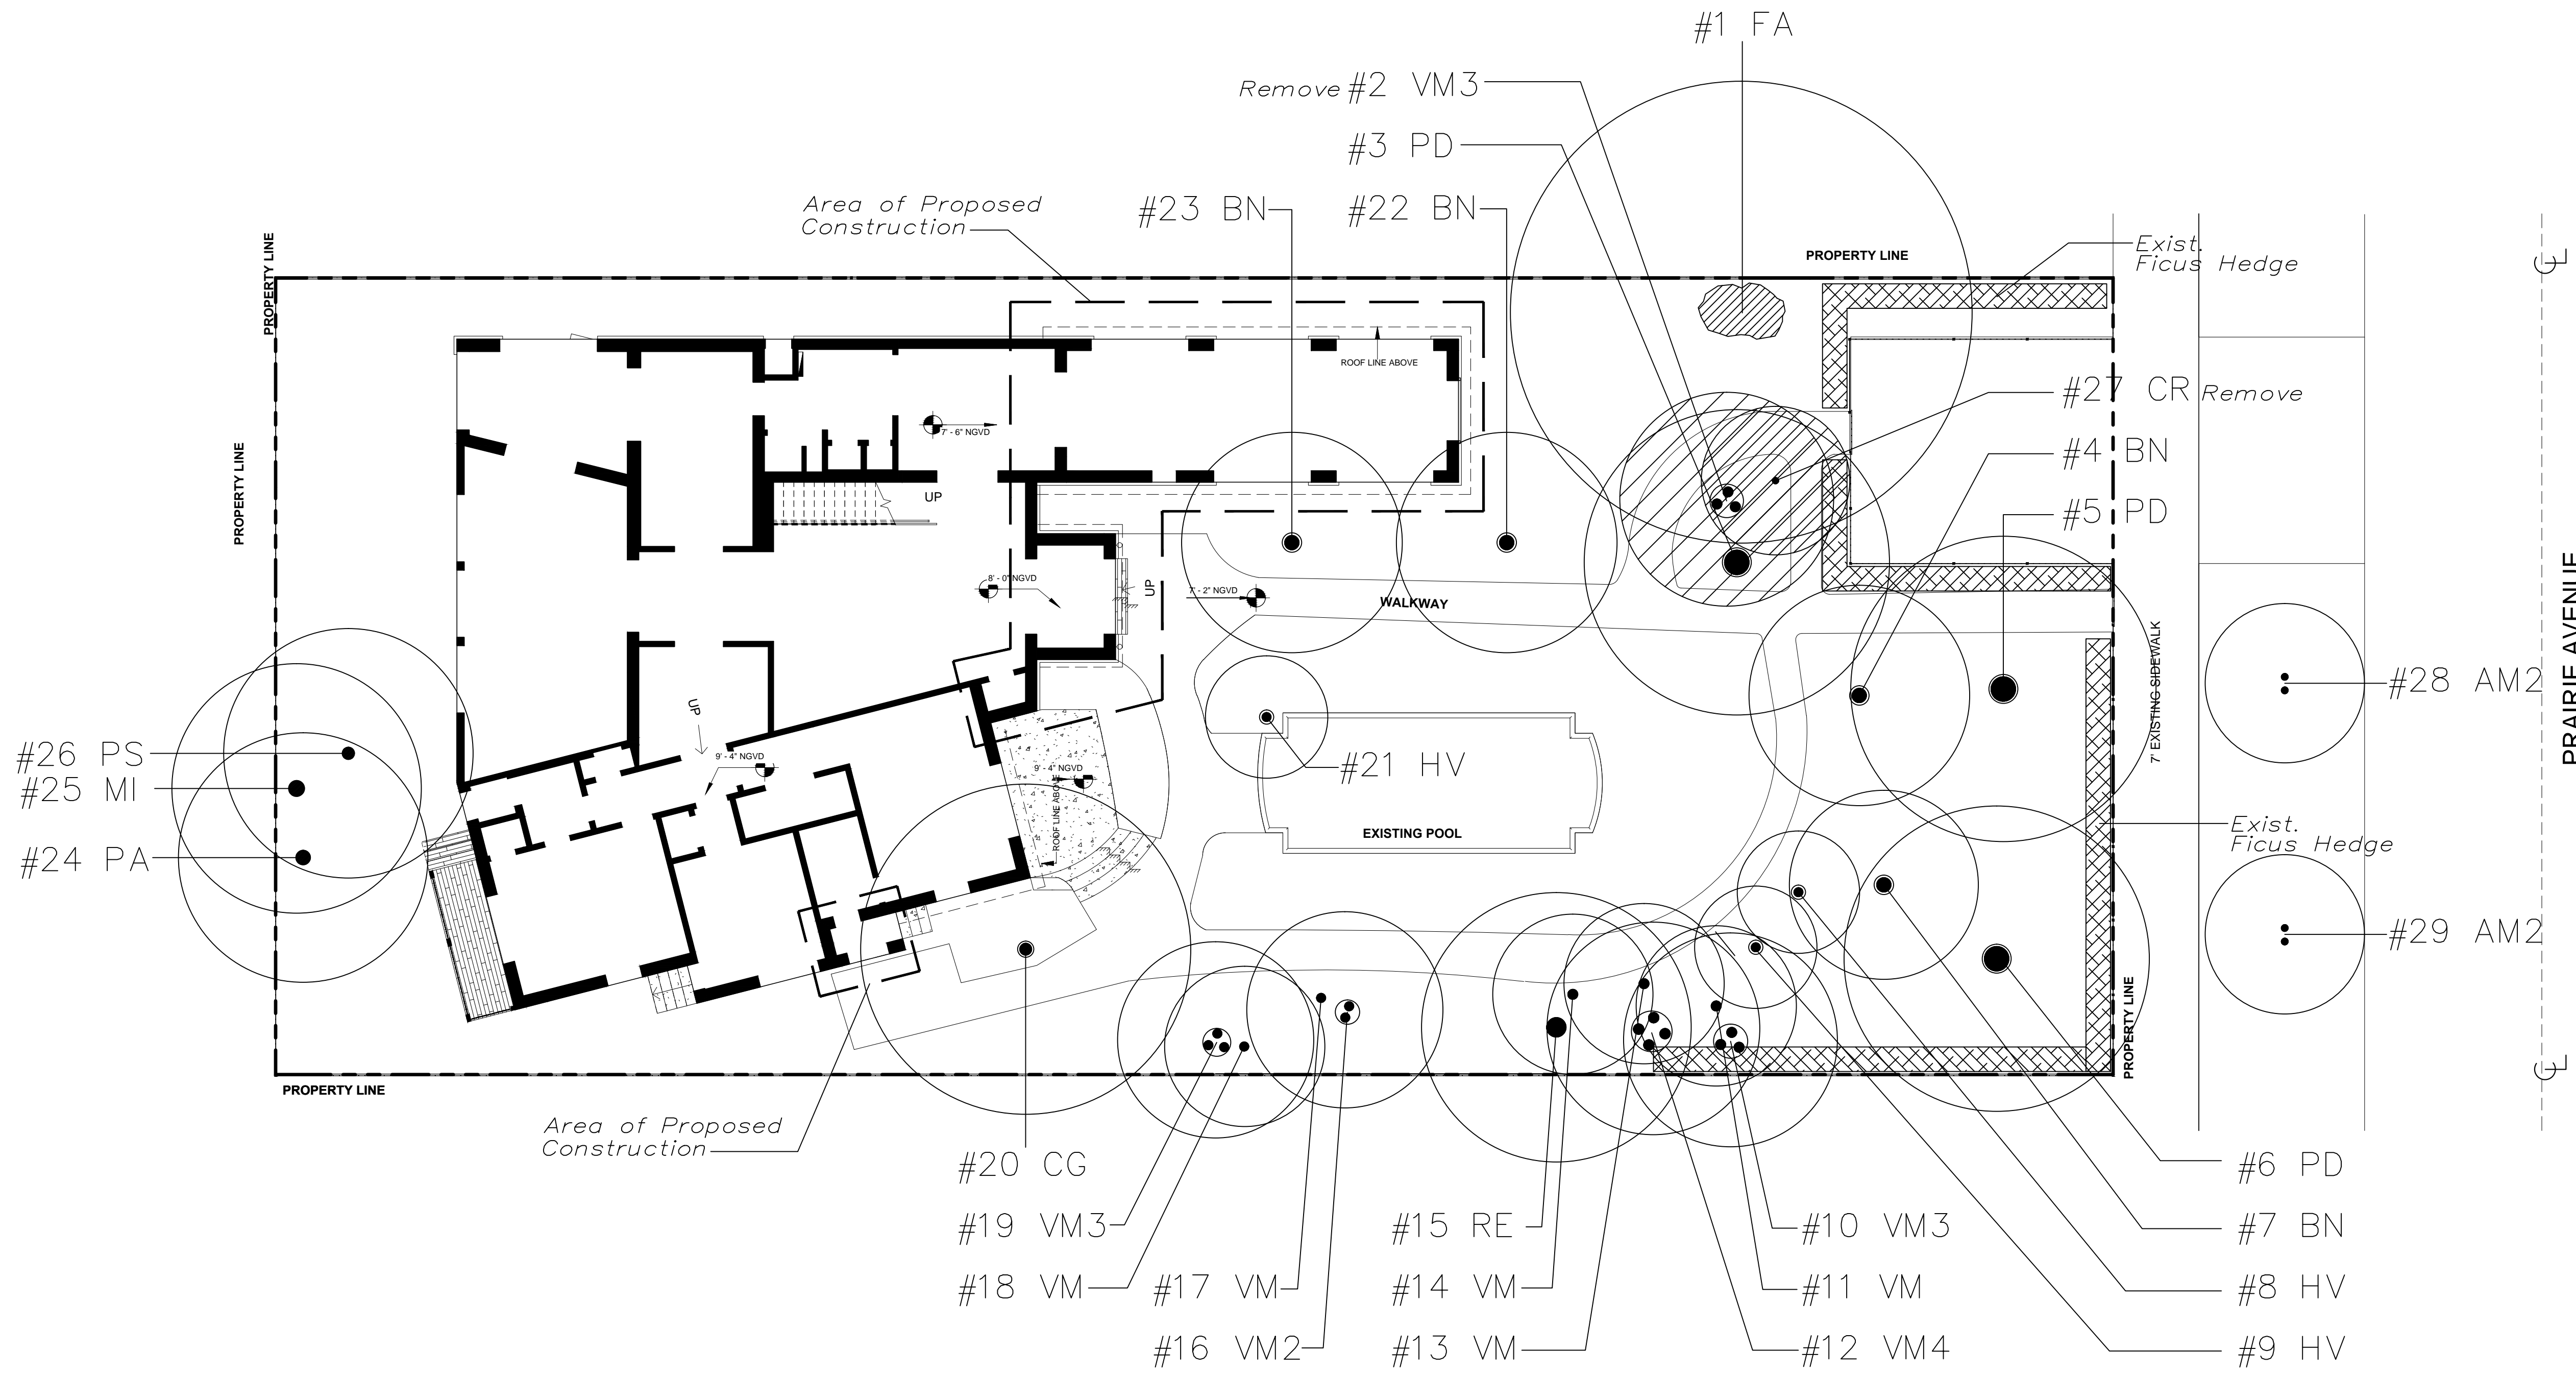 #1 FA
Remove #2 VM3
#3 PD
#23 BN
#22 BN
Area of Proposed
Construction
PROPERTY LINE
PROPERTY LINE
PROPERTY LINE
Exist.
Ficus Hedge
ROOF LINE ABOVE
#27 CR Remove
7' - 6" NGVD
#4 BN
UP
#5 PD
8' - 0" NGVD
UP
7' - 2" NGVD
WALKWAY
7' EXISTING SIDEWALK
PRAIRIE AVENUE
#28 AM2
UP
#26 PS
#25 MI
#24 PA
9' - 4" NGVD
9' - 4" NGVD
ROOF LINE ABOVE
#21 HV
EXISTING POOL
Exist.
Ficus Hedge
#29 AM2
PROPERTY LINE
PROPERTY LINE
Area of Proposed
Construction
#20 CG
#19 VM3
#18 VM
#17 VM
#16 VM2
#15 RE
#14 VM
#13 VM
#10 VM3
#11 VM
#12 VM4
#6 PD
#7 BN
#8 HV
#9 HV